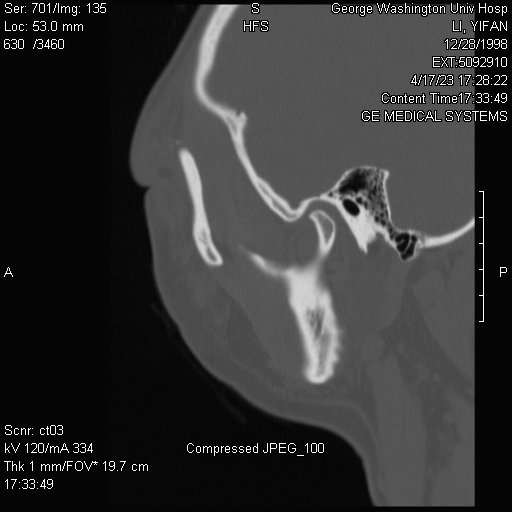 Ser: 701/Img: 135
Loc: 53.0 mm
630 /3460
S
HFS
George Washington Univ Hosp
LI, YIFAN
12/28/1998
EXT:5092910
4/17/23 17:28:22
Content Time17:33:49
GE MEDICAL SYSTEMS
A
P
Scnr: ct03
kV 120/mA 334
Thk 1 mm/FOV* 19.7 cm
17:33:49
Compressed JPEG_100